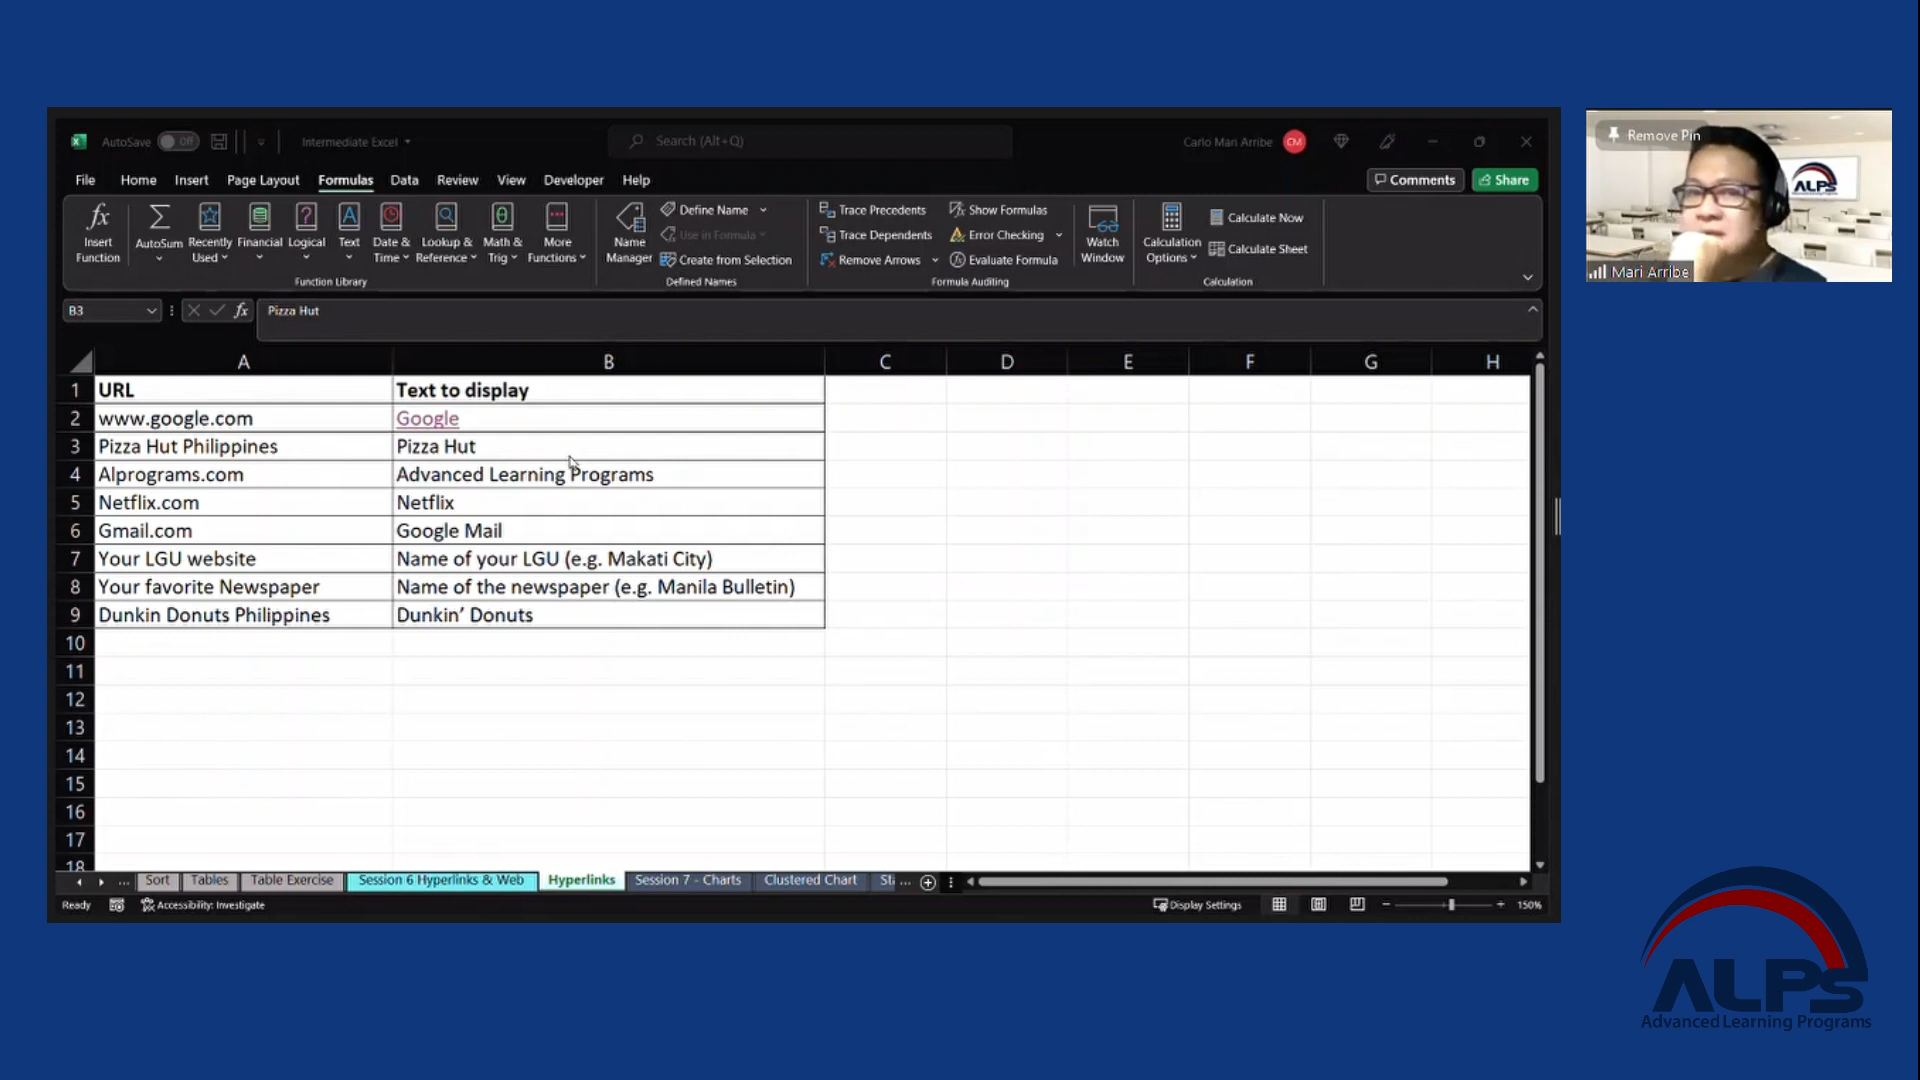 AutoSave Off Intermediate Excel Search (Alt+Q) Carlo Mari Arribe CM
File Home Insert Page Layout Formulas Data Review View Developer Help Comments Share
Insert Function
AutoSum
Recently Used
Financial
Logical
Text
Date & Time
Lookup & Reference
Math & Trig
More Functions
Function Library
Name Manager
Define Name
Use in Formula
Create from Selection
Defined Names
Trace Precedents
Trace Dependents
Remove Arrows
Show Formulas
Error Checking
Evaluate Formula
Formula Auditing
Watch Window
Calculation Options
Calculate Now
Calculate Sheet
Calculation
B3 fx Pizza Hut
A B C D E F G H
1 URL Text to display
2 www.google.com Google
3 Pizza Hut Philippines Pizza Hut
4 Alprograms.com Advanced Learning Programs
5 Netflix.com Netflix
6 Gmail.com Google Mail
7 Your LGU website Name of your LGU (e.g. Makati City)
8 Your favorite Newspaper Name of the newspaper (e.g. Manila Bulletin)
9 Dunkin Donuts Philippines Dunkin’ Donuts
10
11
12
13
14
15
16
17
18
... Sort Tables Table Exercise Session 6 Hyperlinks & Web Hyperlinks Session 7 - Charts Clustered Chart Sta ...
Ready Accessibility: Investigate Display Settings 150%
Remove Pin
ALPs
Mari Arribe
ALPs
Advanced Learning Programs